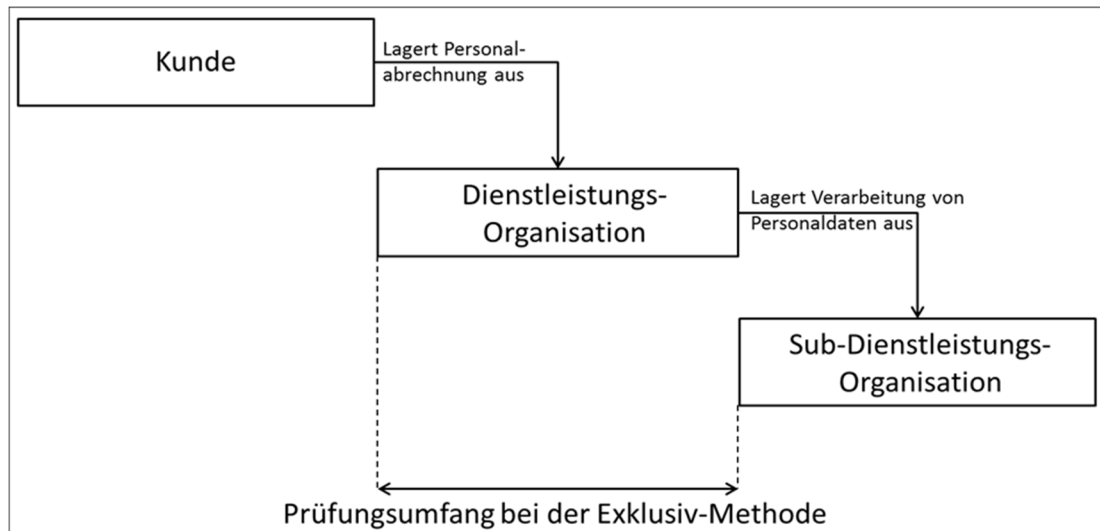 Kunde
Lagert Personal-
abrechnung aus
Dienstleistungs-
Organisation
Lagert Verarbeitung von
Personaldaten aus
Sub-Dienstleistungs-
Organisation
Prüfungsumfang bei der Exklusiv-Methode